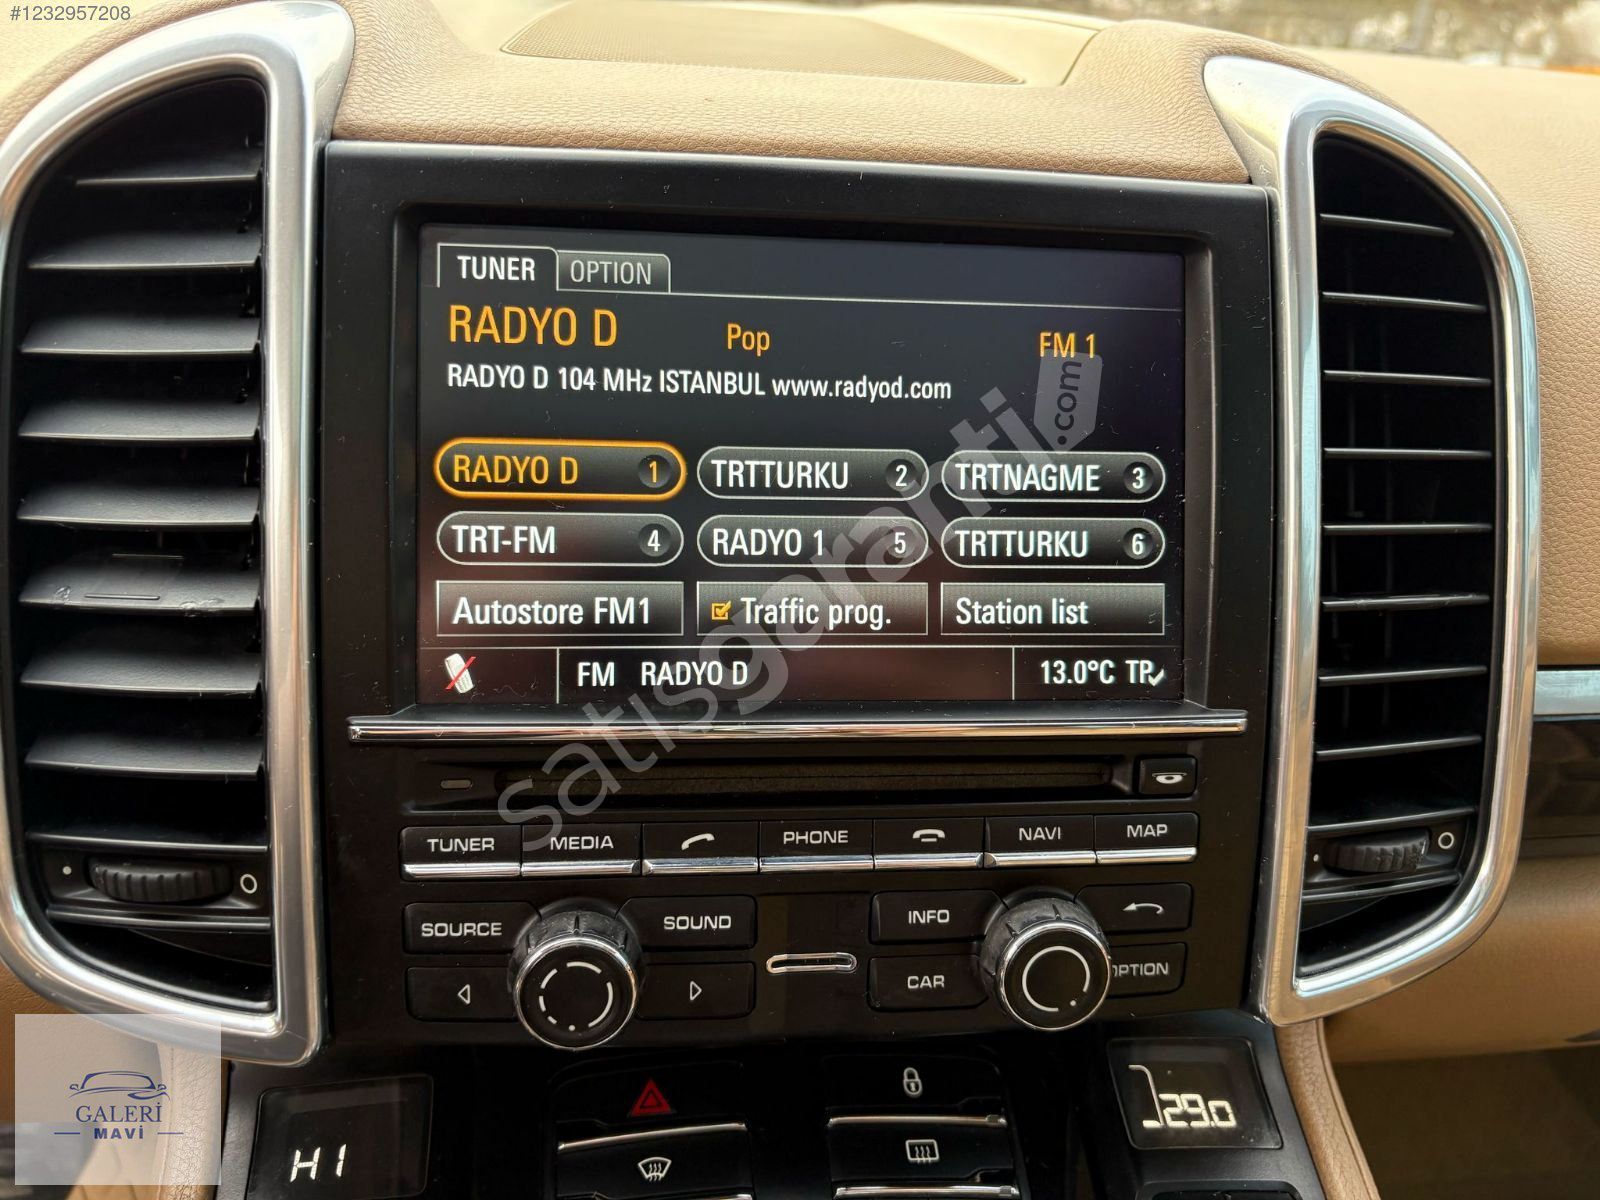 #1232957208
TUNER OPTION
RADYO D Pop FM 1
RADYO D 104 MHz ISTANBUL www.radyod.com
RADYO D 1 TRTTURKU 2 TRTNAGME 3
TRT-FM 4 RADYO 1 5 TRTTURKU 6
Autostore FM1 Traffic prog. Station list
FM RADYO D 13.0°C TP
satisgaranti.com
TUNER MEDIA PHONE NAVI MAP
SOURCE SOUND INFO
CAR OPTION
HI 29.0
GALERİ
MAVİ